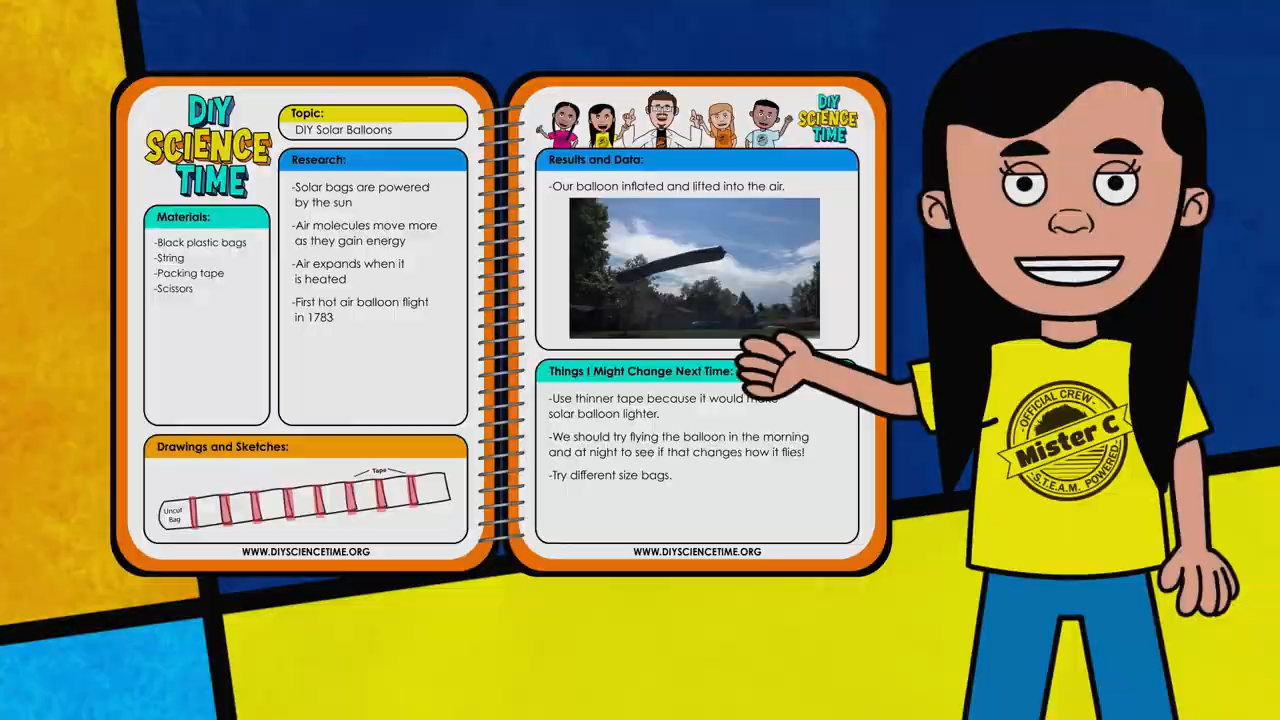 DIY
SCIENCE
TIME
Topic:
DIY Solar Balloons
Materials:
-Black plastic bags
-String
-Packing tape
-Scissors
Research:
-Solar bags are powered
by the sun
-Air molecules move more
as they gain energy
-Air expands when it
is heated
-First hot air balloon flight
in 1783
Drawings and Sketches:
Tape
Uncut
Bag
WWW.DIYSCIENCETIME.ORG
DIY
SCIENCE
TIME
Results and Data:
-Our balloon inflated and lifted into the air.
Things I Might Change Next Time:
-Use thinner tape because it would make
solar balloon lighter.
-We should try flying the balloon in the morning
and at night to see if that changes how it flies!
-Try different size bags.
WWW.DIYSCIENCETIME.ORG
·OFFICIAL CREW·
Mister C
·S.T.E.A.M. POWERED·